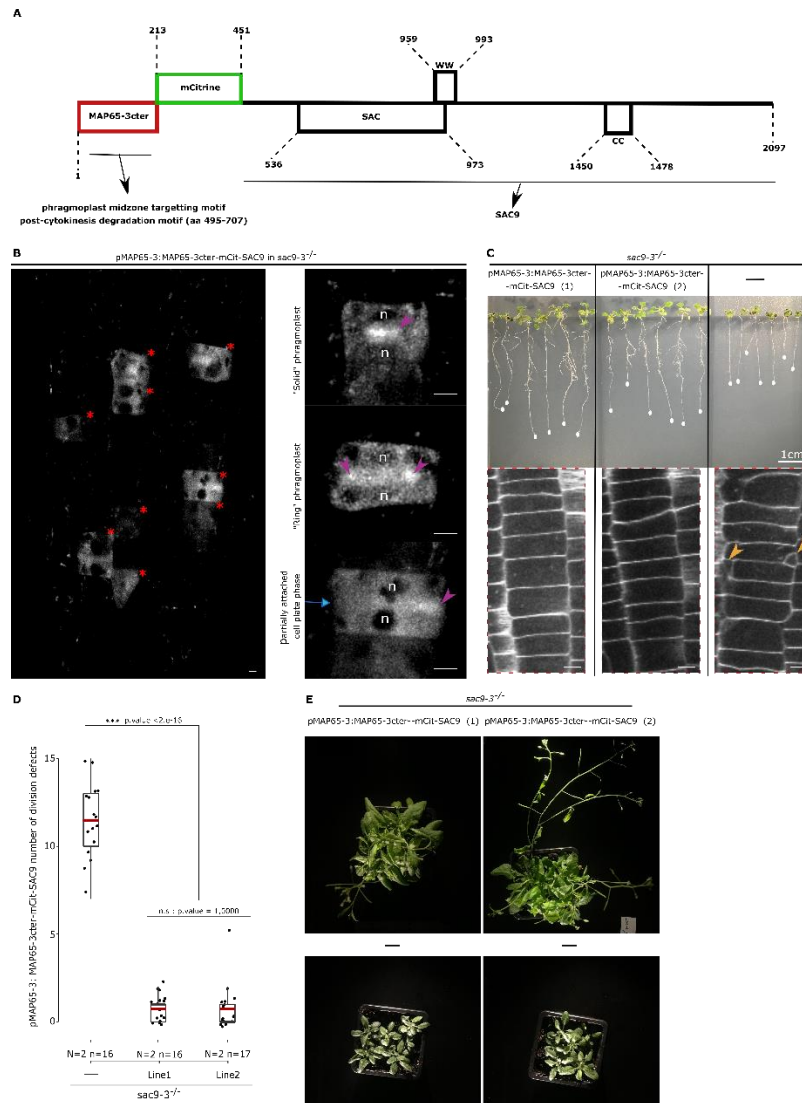 A
213
451
959
993
WW
mCitrine
MAP65-3cter
SAC
CC
1
536
973
1450
1478
2097
phragmoplast midzone targetting motif
post-cytokinesis degradation motif (aa 495-707)
SAC9
B
pMAP65-3:MAP65-3cter-mCit-SAC9 in sac9-3-/-
* * * * * * * * *
"Solid" phragmoplast
n
n
"Ring" phragmoplast
n
n
Partially attached
cell plate phase
n
n
C
sac9-3-/-
pMAP65-3:MAP65-3cter-
-mCit-SAC9 (1)
pMAP65-3:MAP65-3cter-
-mCit-SAC9 (2)
—
1cm
D
*** p.value <2.e-16
pMAP65-3: MAP65-3cter-mCit-SAC9 number of division defects
15
10
5
0
n.s : p.value = 1,0000
N=2 n=16
N=2 n=16
N=2 n=17
—
Line1
Line2
sac9-3-/-
E
sac9-3-/-
pMAP65-3:MAP65-3cter--mCit-SAC9 (1)
pMAP65-3:MAP65-3cter--mCit-SAC9 (2)
—
—